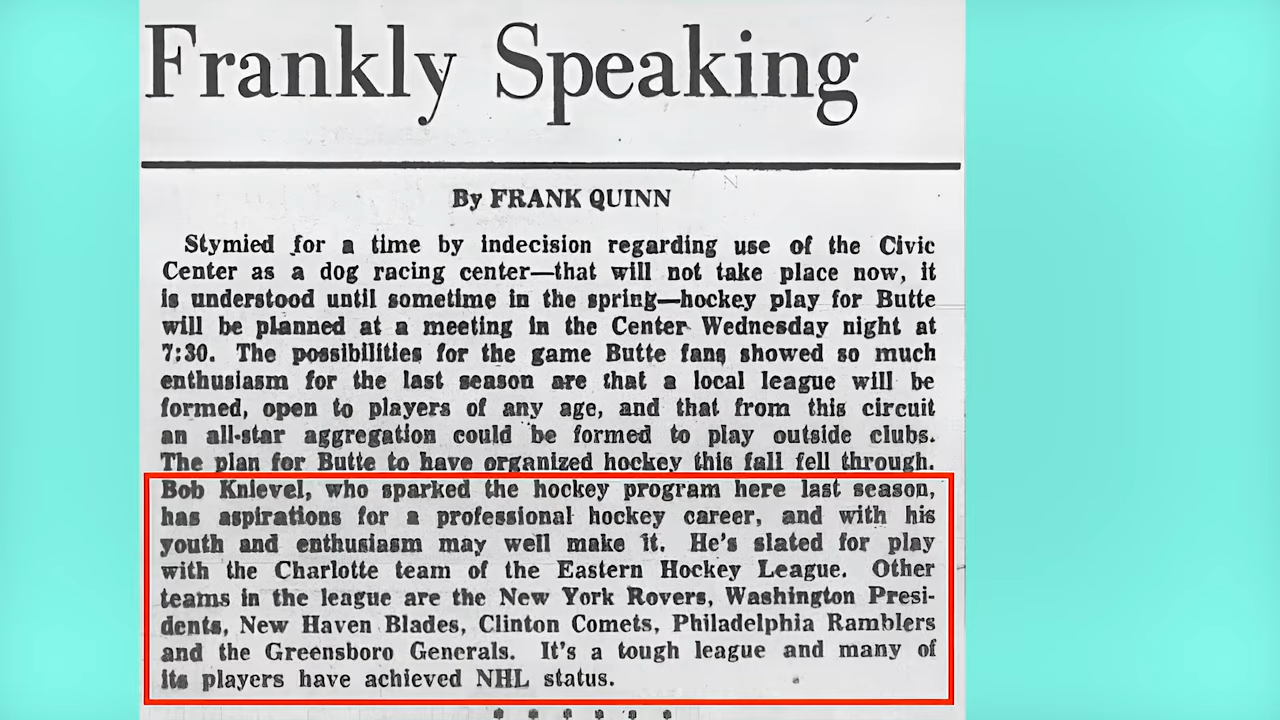 Frankly Speaking
By FRANK QUINN
Stymied for a time by indecision regarding use of the Civic
Center as a dog racing center—that will not take place now, it
is understood until sometime in the spring—hockey play for Butte
will be planned at a meeting in the Center Wednesday night at
7:30. The possibilities for the game Butte fans showed so much
enthusiasm for the last season are that a local league will be
formed, open to players of any age, and that from this circuit
an all-star aggregation could be formed to play outside clubs.
The plan for Butte to have organized hockey this fall fell through.
Bob Knievel, who sparked the hockey program here last season,
has aspirations for a professional hockey career, and with his
youth and enthusiasm may well make it. He's slated for play
with the Charlotte team of the Eastern Hockey League. Other
teams in the league are the New York Rovers, Washington Presi-
dents, New Haven Blades, Clinton Comets, Philadelphia Ramblers
and the Greensboro Generals. It's a tough league and many of
its players have achieved NHL status.